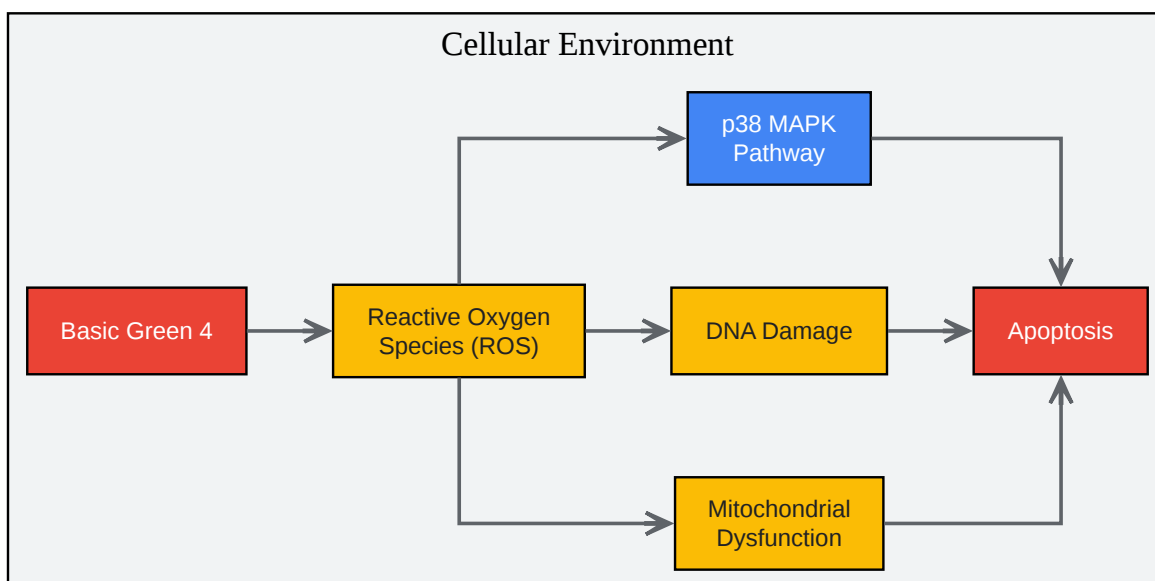 Cellular Environment
p38 MAPK
Pathway
Basic Green 4
Reactive Oxygen
Species (ROS)
DNA Damage
Apoptosis
Mitochondrial
Dysfunction